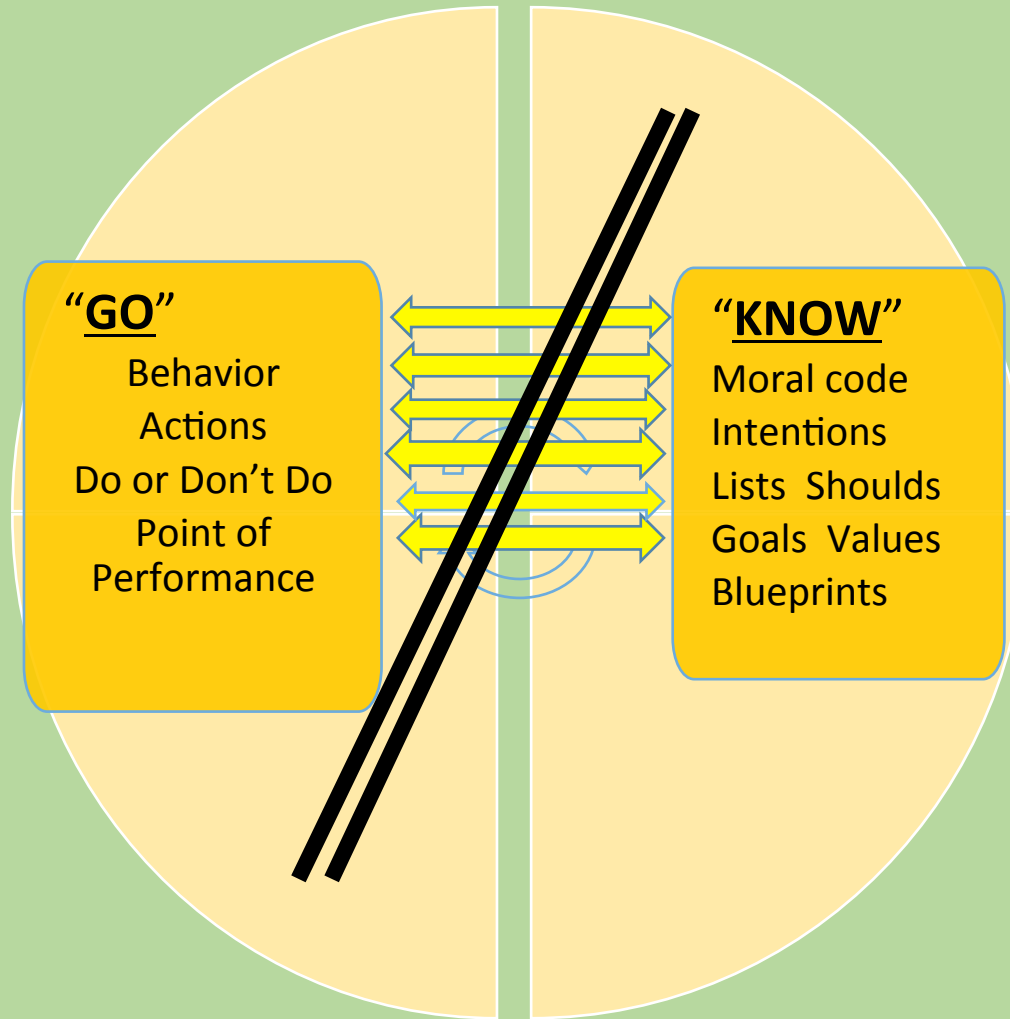 “GO”
Behavior
Actions
Do or Don’t Do
Point of
Performance
“KNOW”
Moral code
Intentions
Lists Shoulds
Goals Values
Blueprints